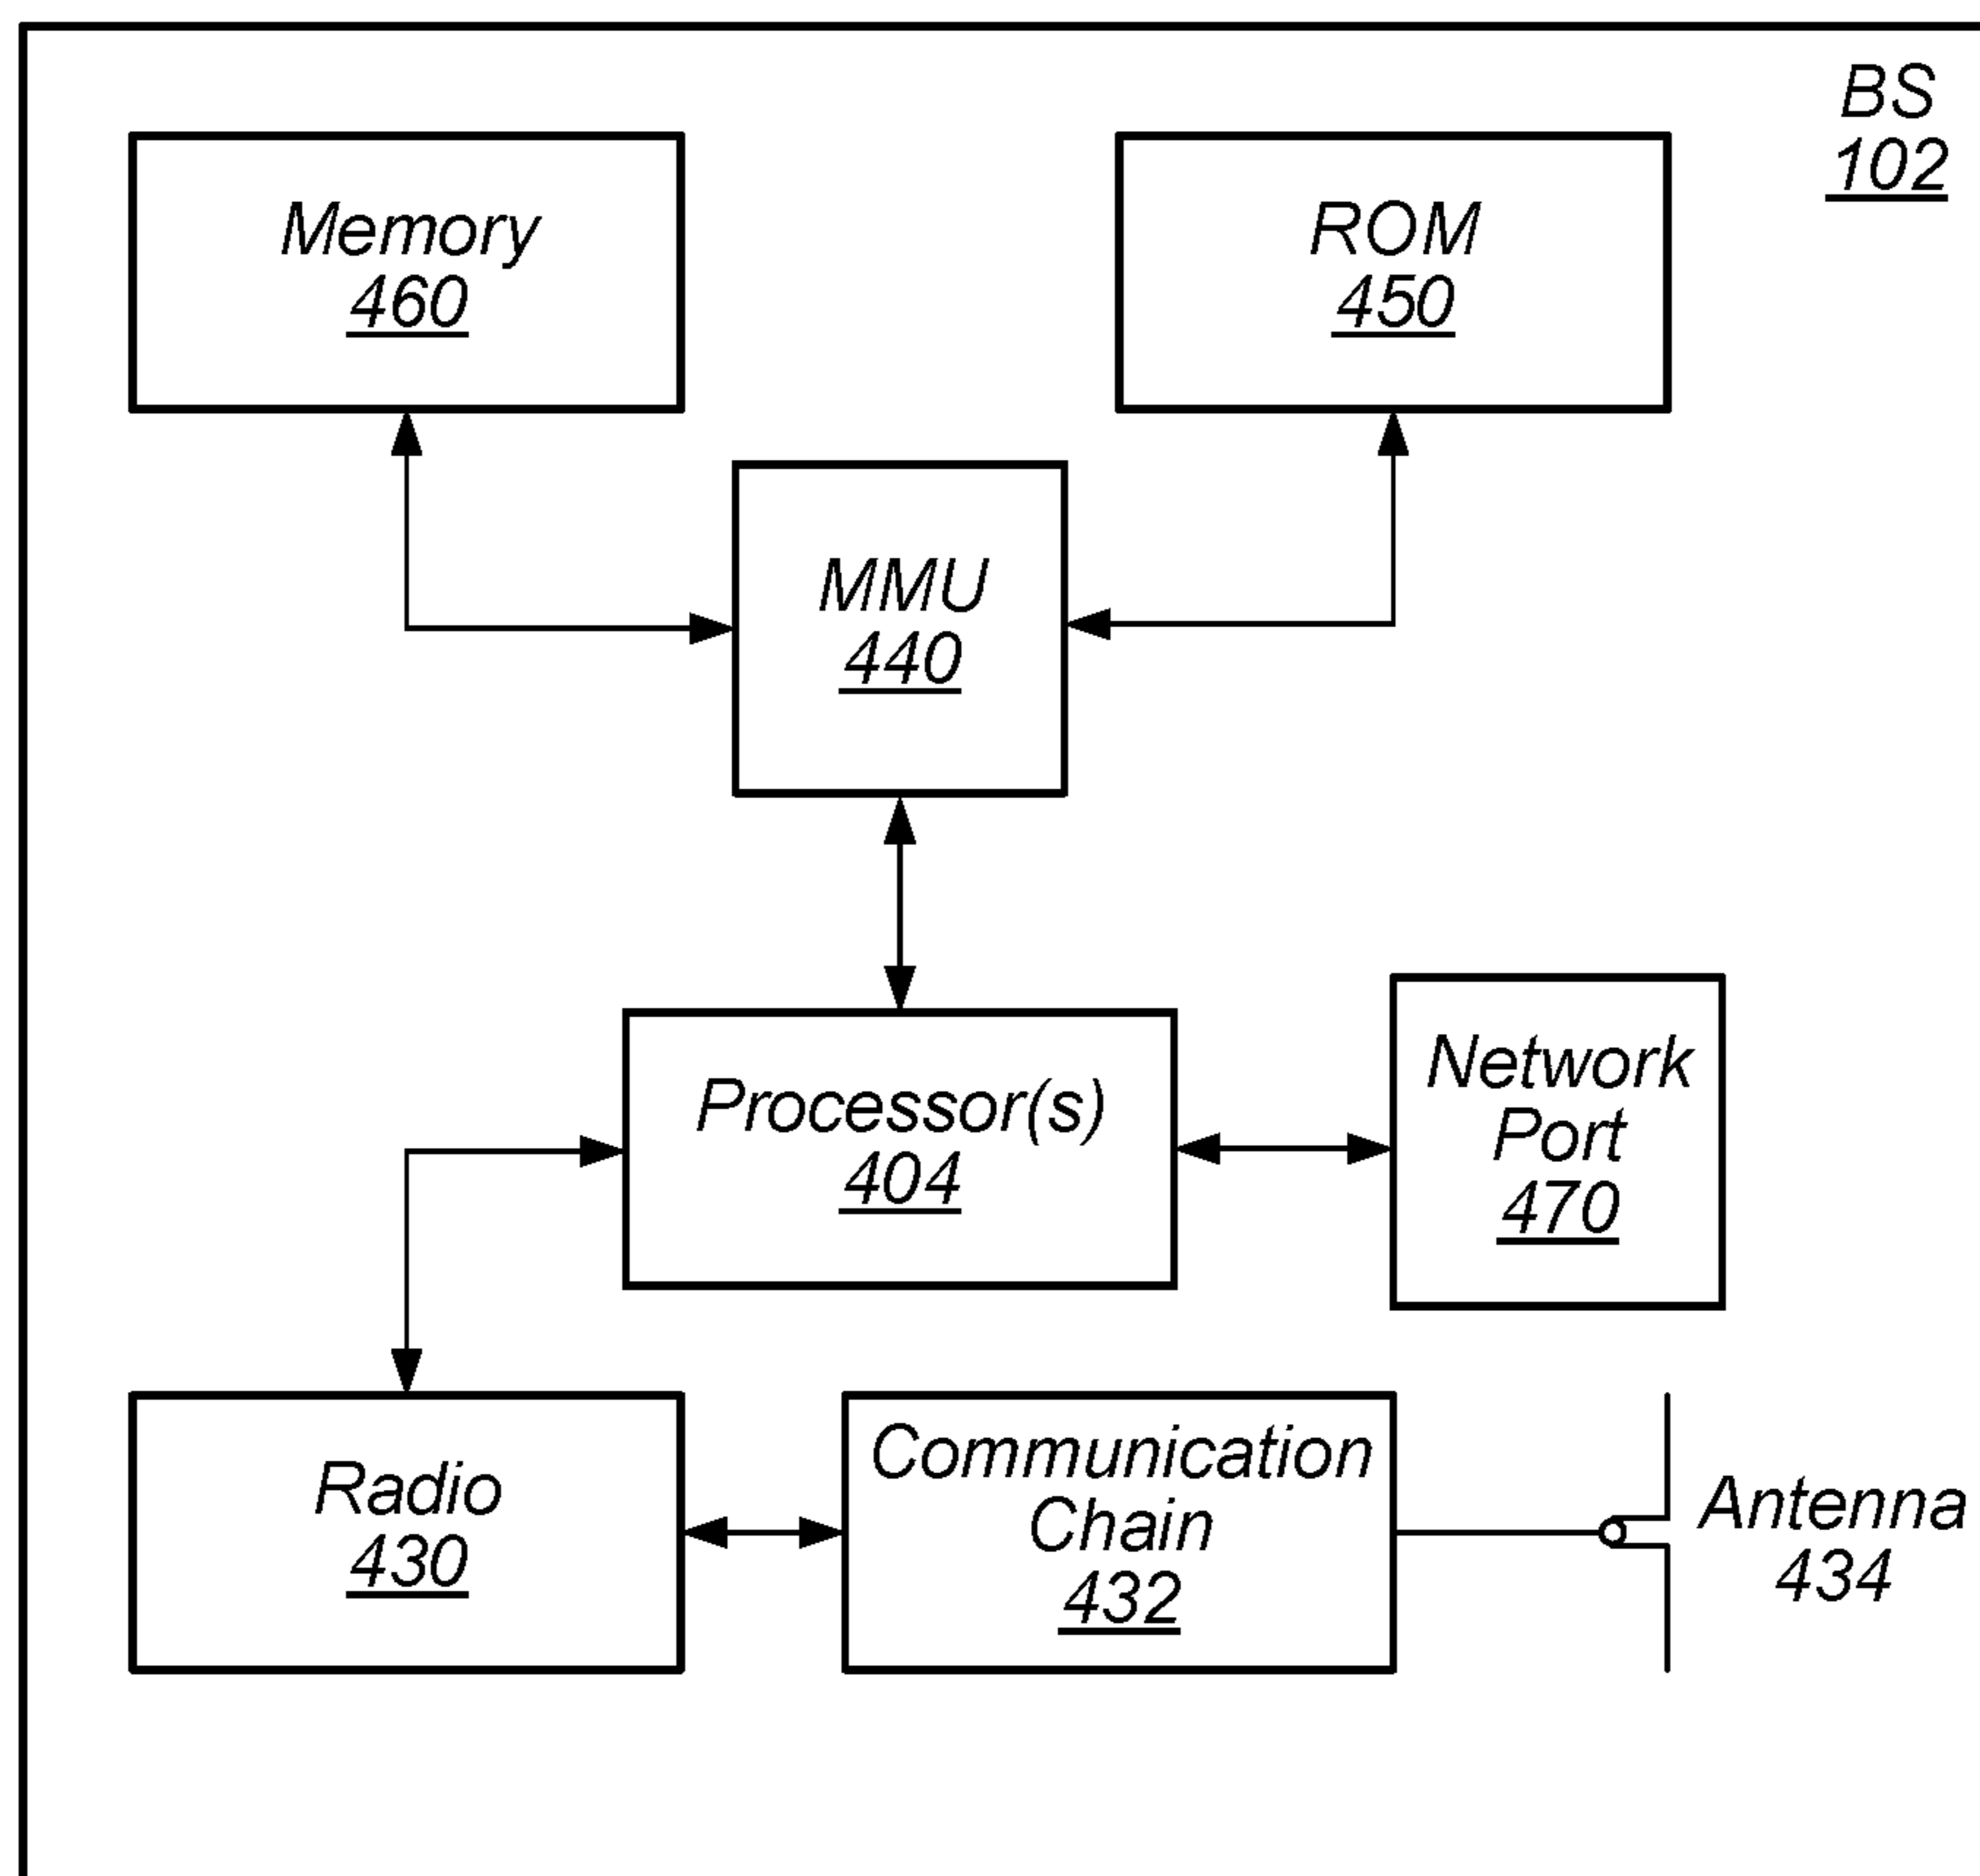 BS
102
Memory
460
ROM
450
MMU
440
Processor(s)
404
Network
Port
470
Radio
430
Communication
Chain
432
Antenna
434